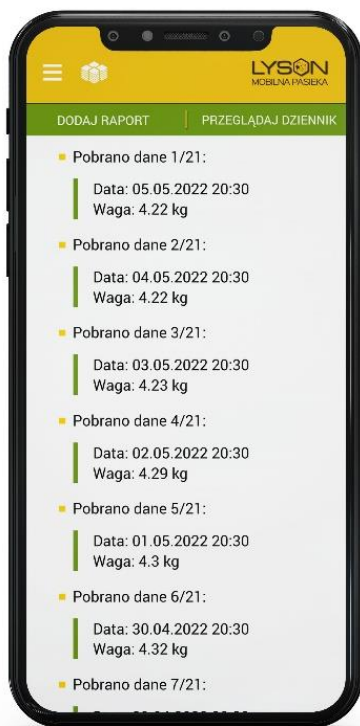 LYSON
MOBILNA PASIEKA
DODAJ RAPORT
PRZEGLĄDAJ DZIENNIK
Pobrano dane 1/21:
Data: 05.05.2022 20:30
Waga: 4.22 kg
Pobrano dane 2/21:
Data: 04.05.2022 20:30
Waga: 4.22 kg
Pobrano dane 3/21:
Data: 03.05.2022 20:30
Waga: 4.23 kg
Pobrano dane 4/21:
Data: 02.05.2022 20:30
Waga: 4.29 kg
Pobrano dane 5/21:
Data: 01.05.2022 20:30
Waga: 4.3 kg
Pobrano dane 6/21:
Data: 30.04.2022 20:30
Waga: 4.32 kg
Pobrano dane 7/21: